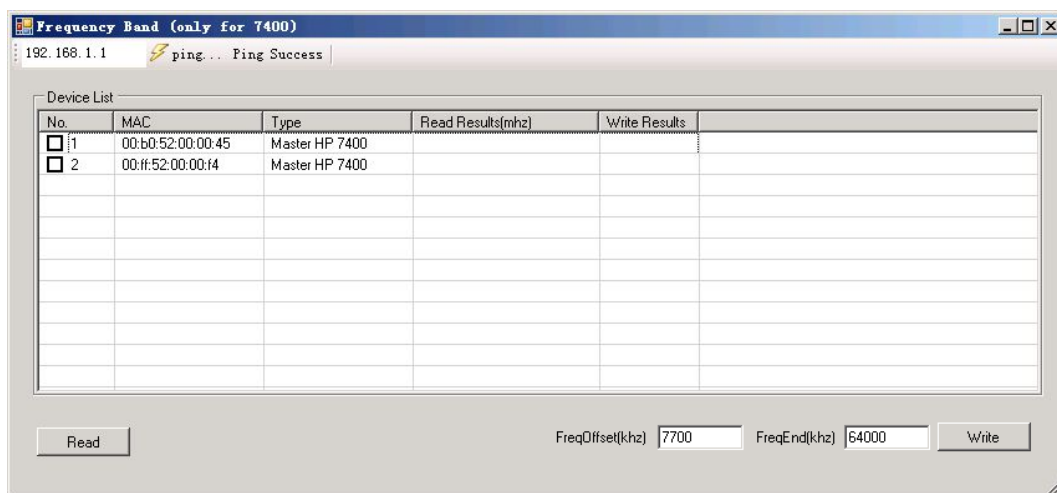 Frequency Band (only for 7400)
192.168.1.1 ping... Ping Success
Device List
No. MAC Type Read Results(mhz) Write Results
1 00:b0:52:00:00:45 Master HP 7400
2 00:ff:52:00:00:f4 Master HP 7400
Read FreqOffset(khz) 7700 FreqEnd(khz) 64000 Write